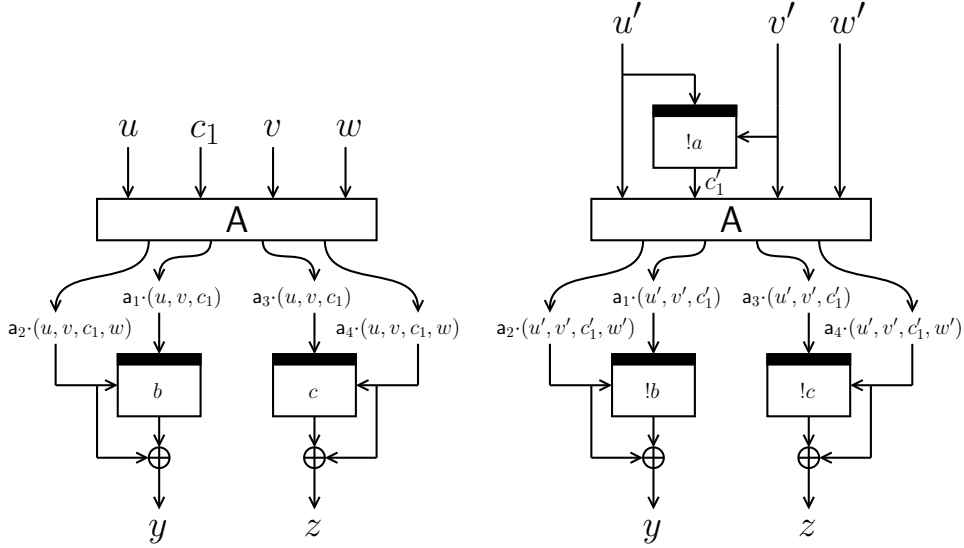 u′ v′ w′
!a
u c₁ v w
c′₁
A A
a₁·(u, v, c₁) a₃·(u, v, c₁) a₁·(u′, v′, c′₁) a₃·(u′, v′, c′₁)
a₂·(u, v, c₁, w) a₄·(u, v, c₁, w) a₂·(u′, v′, c′₁, w′) a₄·(u′, v′, c′₁, w′)
b c !b !c
y z y z